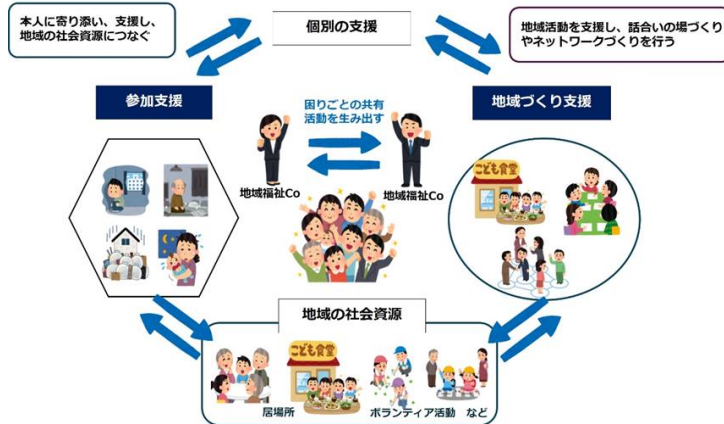 本人に寄り添い、支援し、
地域の社会資源につなぐ
個別の支援
地域活動を支援し、話合いの場づくり
やネットワークづくりを行う
参加支援
困りごとの共有
活動を生み出す
地域づくり支援
地域福祉Co
地域福祉Co
こども食堂
地域の社会資源
こども食堂
居場所
ボランティア活動 など